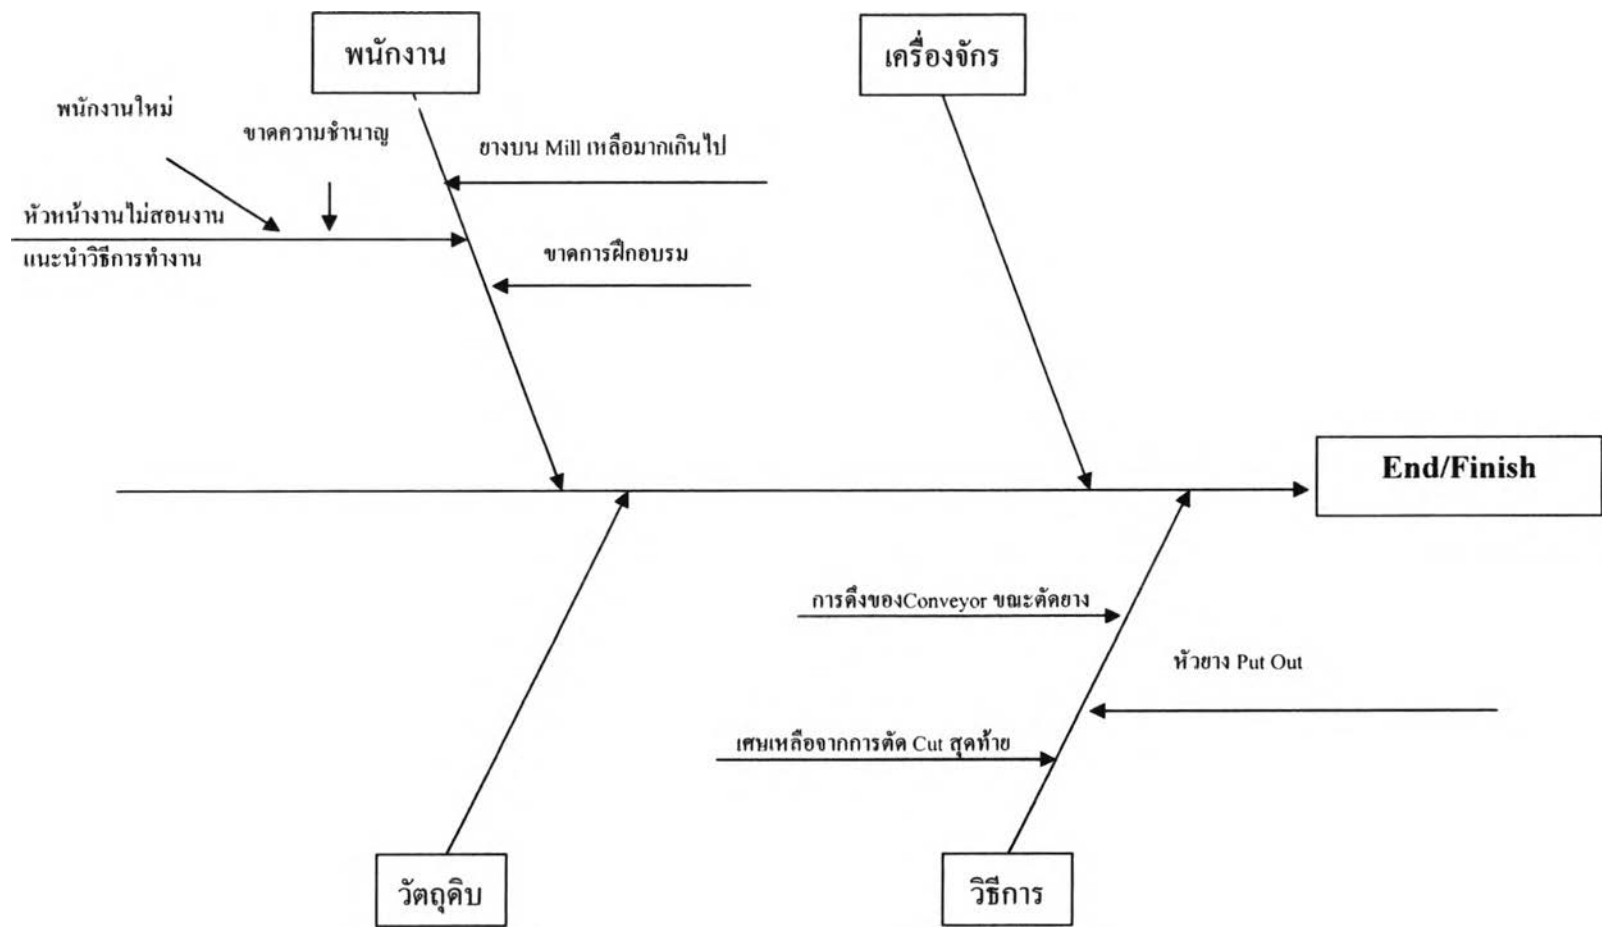 พนักงาน
เครื่องจักร
พนักงานใหม่
ขาดความชำนาญ
ยางบน Mill เหลือมากเกินไป
หัวหน้างานไม่สอนงาน
แนะนำวิธีการทำงาน
ขาดการฝึกอบรม
End/Finish
การดึงของConveyor ขณะตัดยาง
หัวยาง Put Out
เศษเหลือจากการตัด Cut สุดท้าย
วัตถุดิบ
วิธีการ